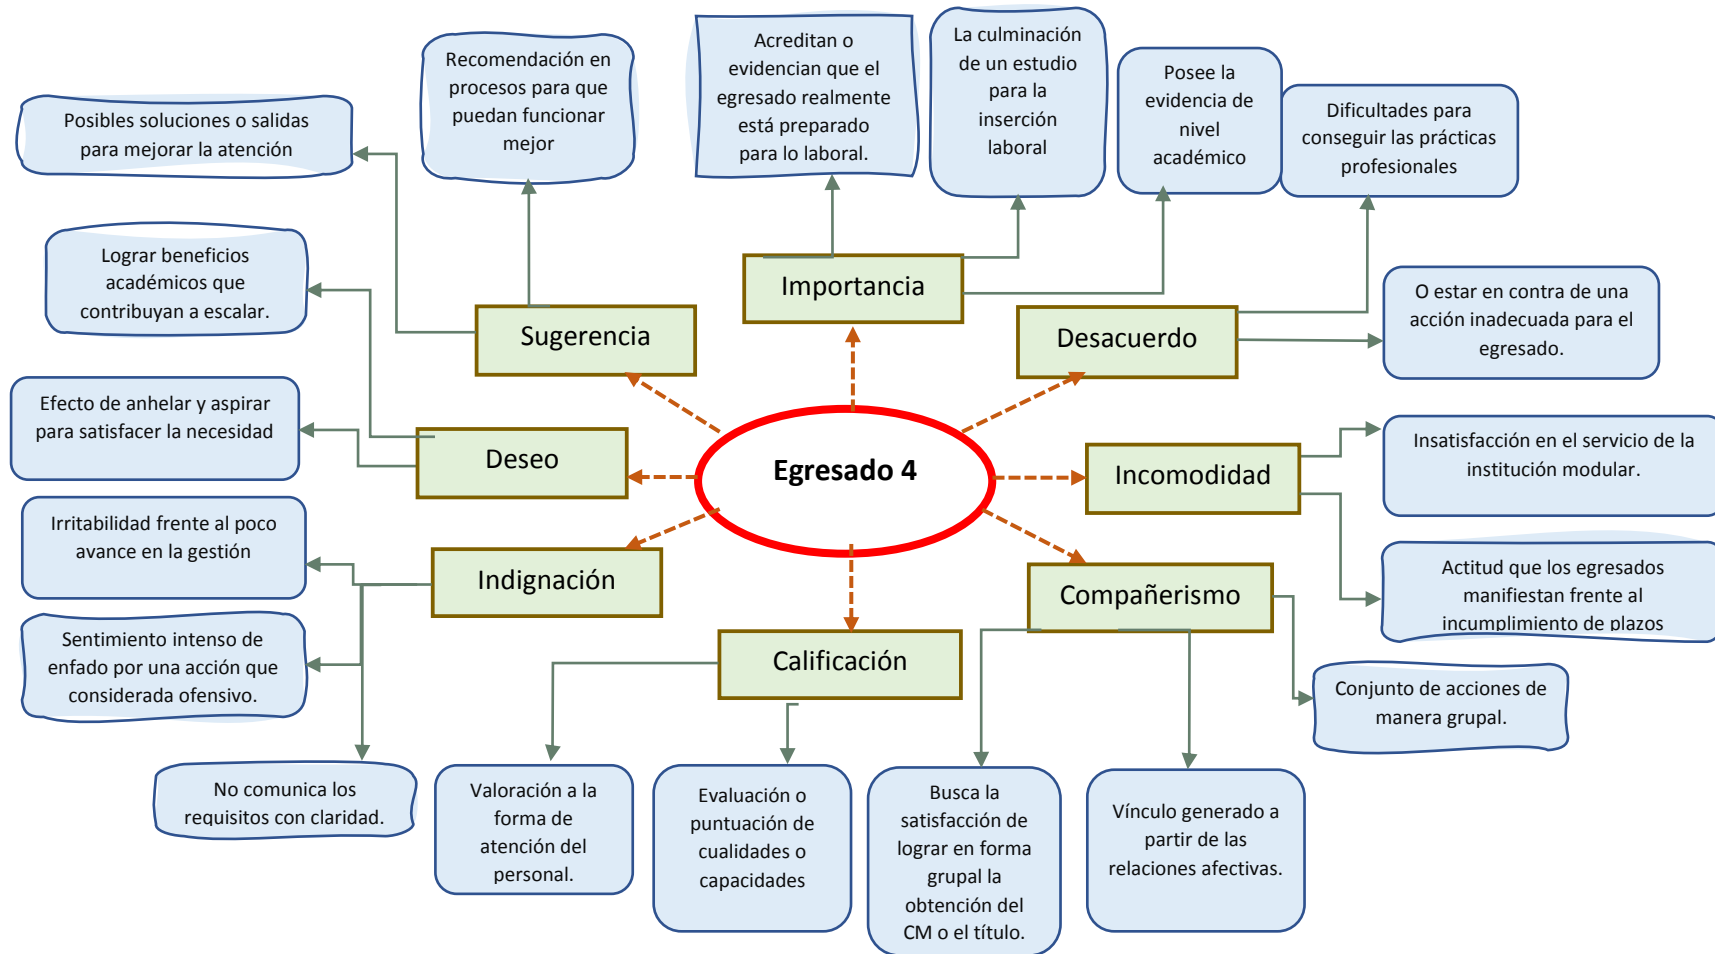 Recomendación en
procesos para que
puedan funcionar
mejor
Acreditan o
evidencian que el
egresado realmente
está preparado
para lo laboral.
La culminación
de un estudio
para la
inserción
laboral
Posee la
evidencia de
nivel
académico
Dificultades para
conseguir las prácticas
profesionales
Posibles soluciones o salidas
para mejorar la atención
Lograr beneficios
académicos que
contribuyan a escalar.
Importancia
Sugerencia
Desacuerdo
O estar en contra de una
acción inadecuada para el
egresado.
Efecto de anhelar y aspirar
para satisfacer la necesidad
Deseo
Egresado 4
Incomodidad
Insatisfacción en el servicio de la
institución modular.
Irritabilidad frente al poco
avance en la gestión
Indignación
Compañerismo
Actitud que los egresados
manifiestan frente al
incumplimiento de plazos
Sentimiento intenso de
enfado por una acción que
considerada ofensivo.
Calificación
Conjunto de acciones de
manera grupal.
No comunica los
requisitos con claridad.
Valoración a la
forma de
atención del
personal.
Evaluación o
puntuación de
cualidades o
capacidades
Busca la
satisfacción de
lograr en forma
grupal la
obtención del
CM o el título.
Vínculo generado a
partir de las
relaciones afectivas.